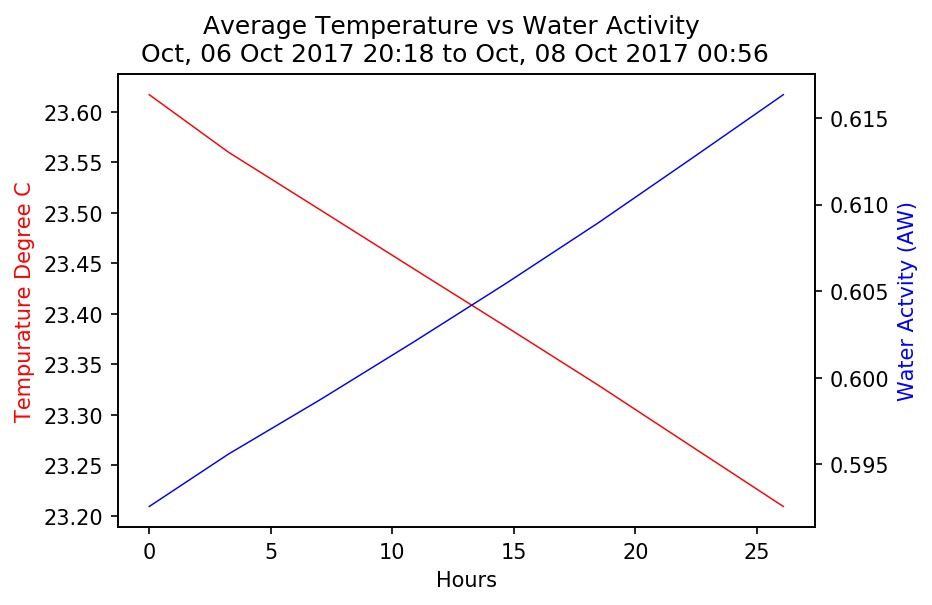 Average Temperature vs Water Activity
Oct, 06 Oct 2017 20:18 to Oct, 08 Oct 2017 00:56
Tempurature Degree C
23.60
23.55
23.50
23.45
23.40
23.35
23.30
23.25
23.20
0.615
0.610
0.605
0.600
0.595
Water Actvity (AW)
0 5 10 15 20 25
Hours